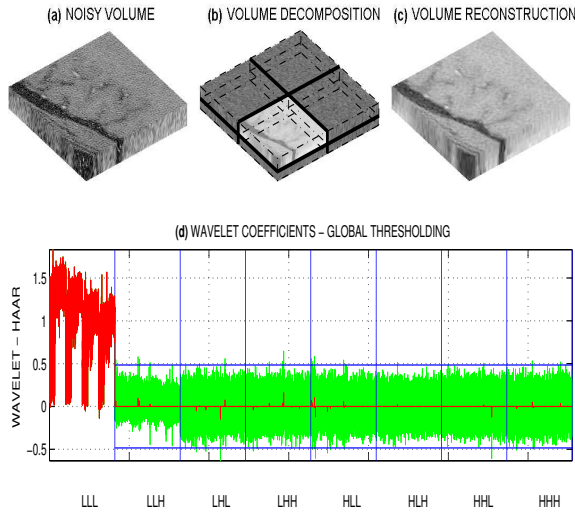 (a) NOISY VOLUME
(b) VOLUME DECOMPOSITION
(c) VOLUME RECONSTRUCTION
(d) WAVELET COEFFICIENTS – GLOBAL THRESHOLDING
WAVELET – HAAR
1.5
1
0.5
0
–0.5
LLL LLH LHL LHH HLL HLH HHL HHH